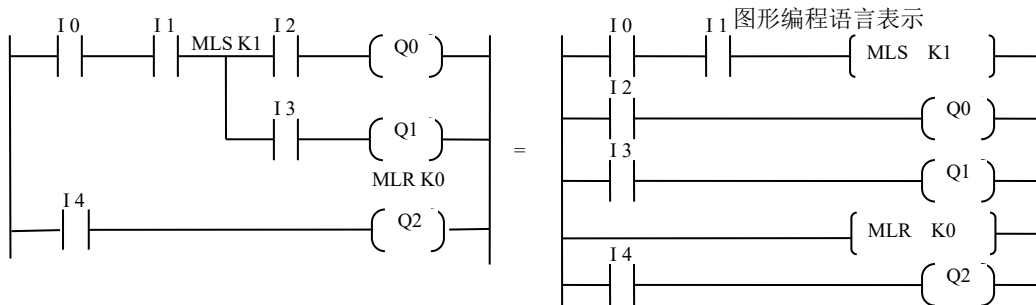 图形编程语言表示
I 0 I 1 MLS K1 I 2 Q0
I 3 Q1
MLR K0
I 4 Q2
=
I 0 I 1 MLS K1
I 2 Q0
I 3 Q1
MLR K0
I 4 Q2